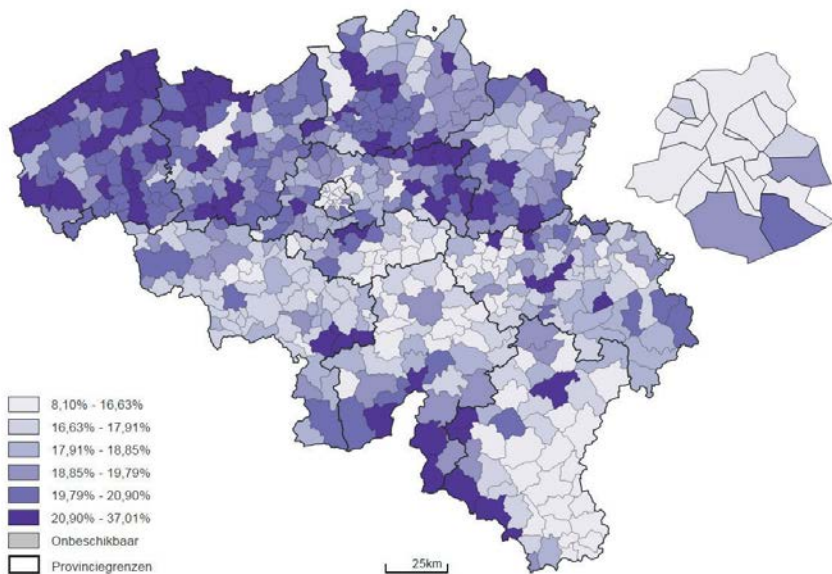 8,10% - 16,63%
16,63% - 17,91%
17,91% - 18,85%
18,85% - 19,79%
19,79% - 20,90%
20,90% - 37,01%
Onbeschikbaar
Provinciegrenzen
25km